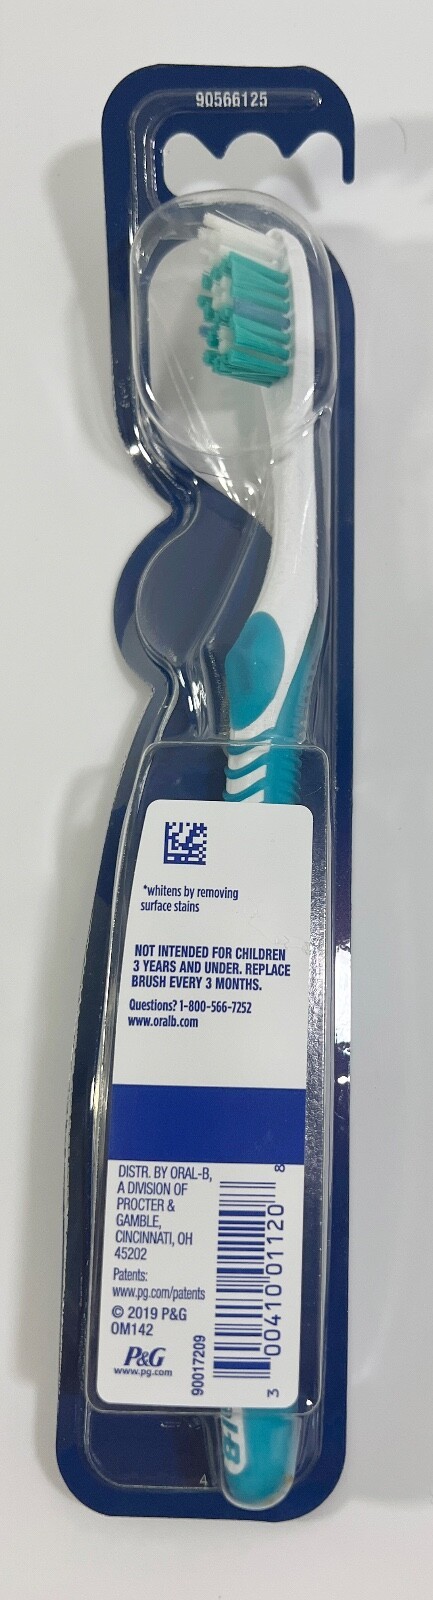 90566125
*whitens by removing
surface stains
NOT INTENDED FOR CHILDREN
3 YEARS AND UNDER. REPLACE
BRUSH EVERY 3 MONTHS.
Questions? 1-800-566-7252
www.oralb.com
DISTR. BY ORAL-B,
A DIVISION OF
PROCTER &
GAMBLE,
CINCINNATI, OH
45202
Patents:
www.pg.com/patents
© 2019 P&G
OM142
P&G
www.pg.com
90017209
3 00410 01120 8
4